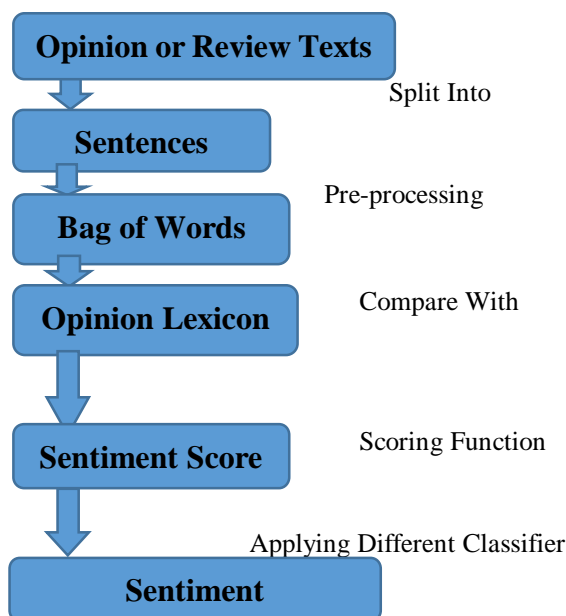 Opinion or Review Texts
Split Into
Sentences
Pre-processing
Bag of Words
Compare With
Opinion Lexicon
Scoring Function
Sentiment Score
Applying Different Classifier
Sentiment